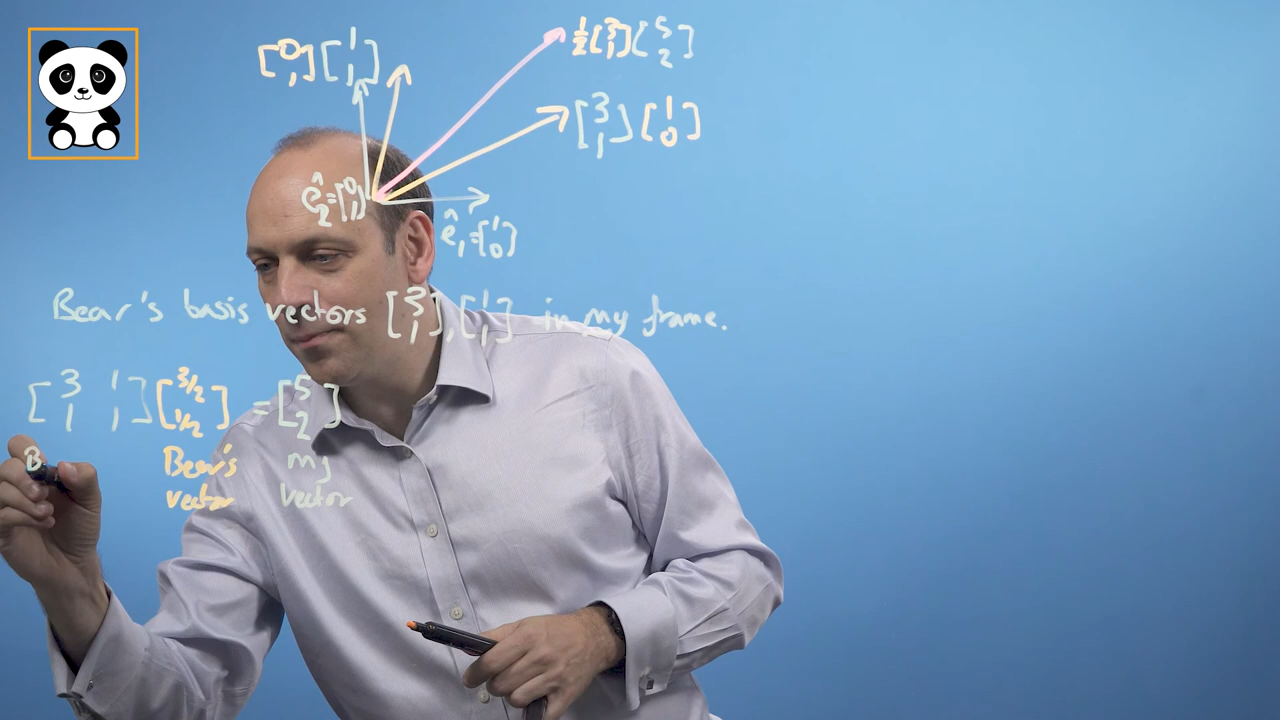 [0 1] [1 1]
1/2 [3 1] [5 2]
[3 1] [1 0]
ê2=[0 1]
ê1=[1 0]
Bear's basis vectors [3 1], [1 1] in my frame.
[3 1 1 1] [3/2 1/2] = [5 2]
B
Bear's my
vector vector